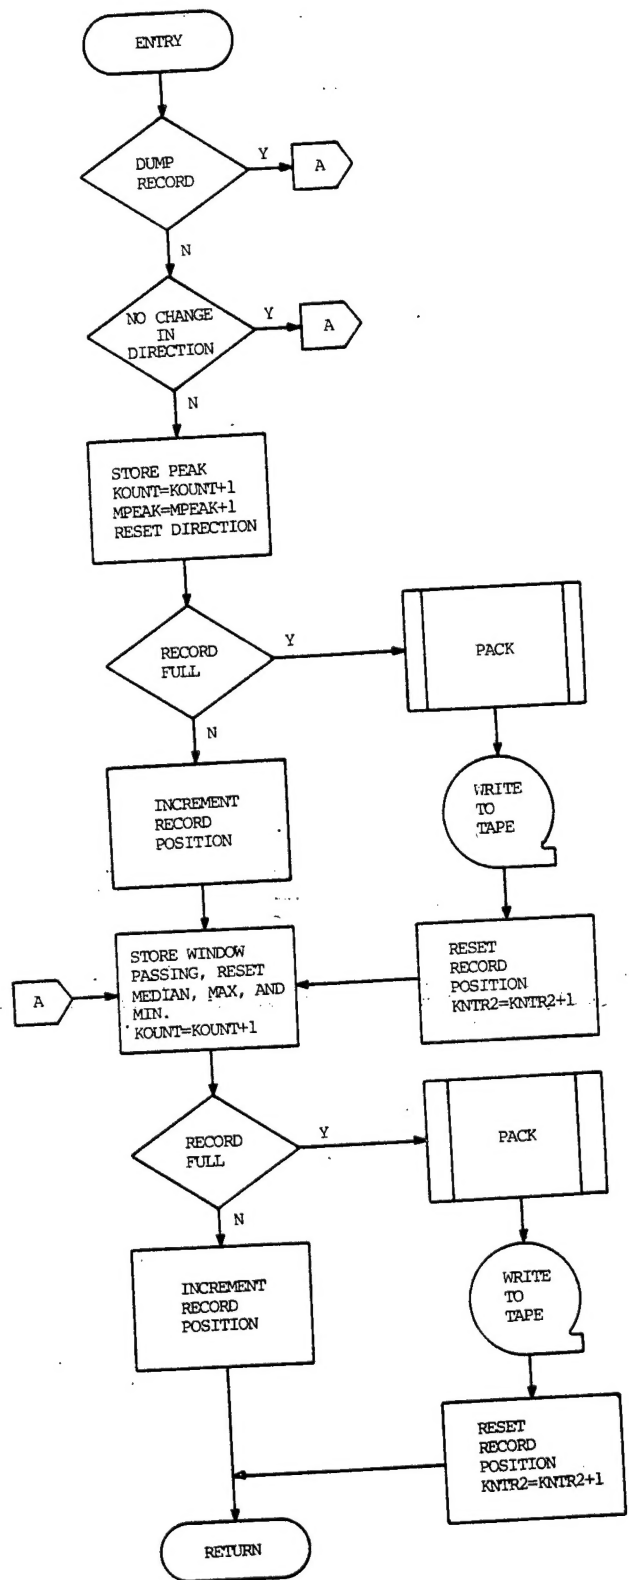 ENTRY
DUMP
RECORD
Y
A
N
NO CHANGE
IN
DIRECTION
Y
A
N
STORE PEAK
KOUNT=KOUNT+1
MPEAK=MPEAK+1
RESET DIRECTION
RECORD
FULL
Y
PACK
N
INCREMENT
RECORD
POSITION
WRITE
TO
TAPE
A
STORE WINDOW
PASSING, RESET
MEDIAN, MAX, AND
MIN.
KOUNT=KOUNT+1
RESET
RECORD
POSITION
KNTR2=KNTR2+1
RECORD
FULL
Y
PACK
N
INCREMENT
RECORD
POSITION
WRITE
TO
TAPE
RESET
RECORD
POSITION
KNTR2=KNTR2+1
RETURN